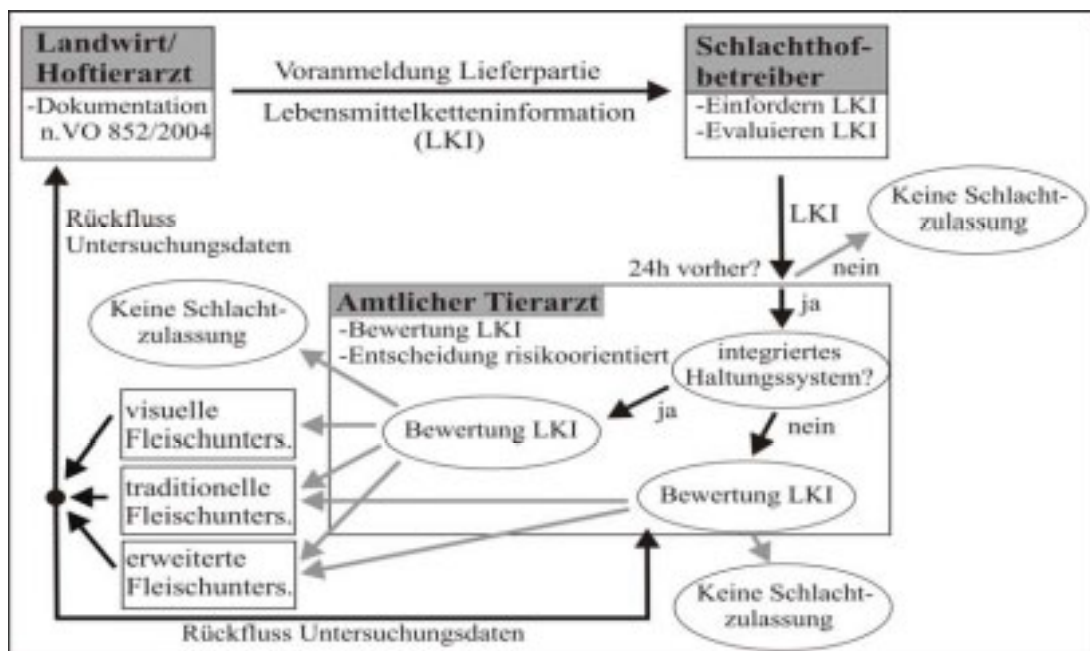 Landwirt/
Hoftierarzt
-Dokumentation
n.VO 852/2004
Voranmeldung Lieferpartie
Lebensmittelketteninformation
(LKI)
Schlachthof-
betreiber
-Einfordern LKI
-Evaluieren LKI
Rückfluss
Untersuchungsdaten
LKI
Keine Schlacht-
zulassung
24h vorher?
nein
ja
Keine Schlacht-
zulassung
Amtlicher Tierarzt
-Bewertung LKI
-Entscheidung risikoorientiert
integriertes
Haltungssystem?
ja
nein
visuelle
Fleischunters.
Bewertung LKI
traditionelle
Fleischunters.
Bewertung LKI
erweiterte
Fleischunters.
Keine Schlacht-
zulassung
Rückfluss Untersuchungsdaten